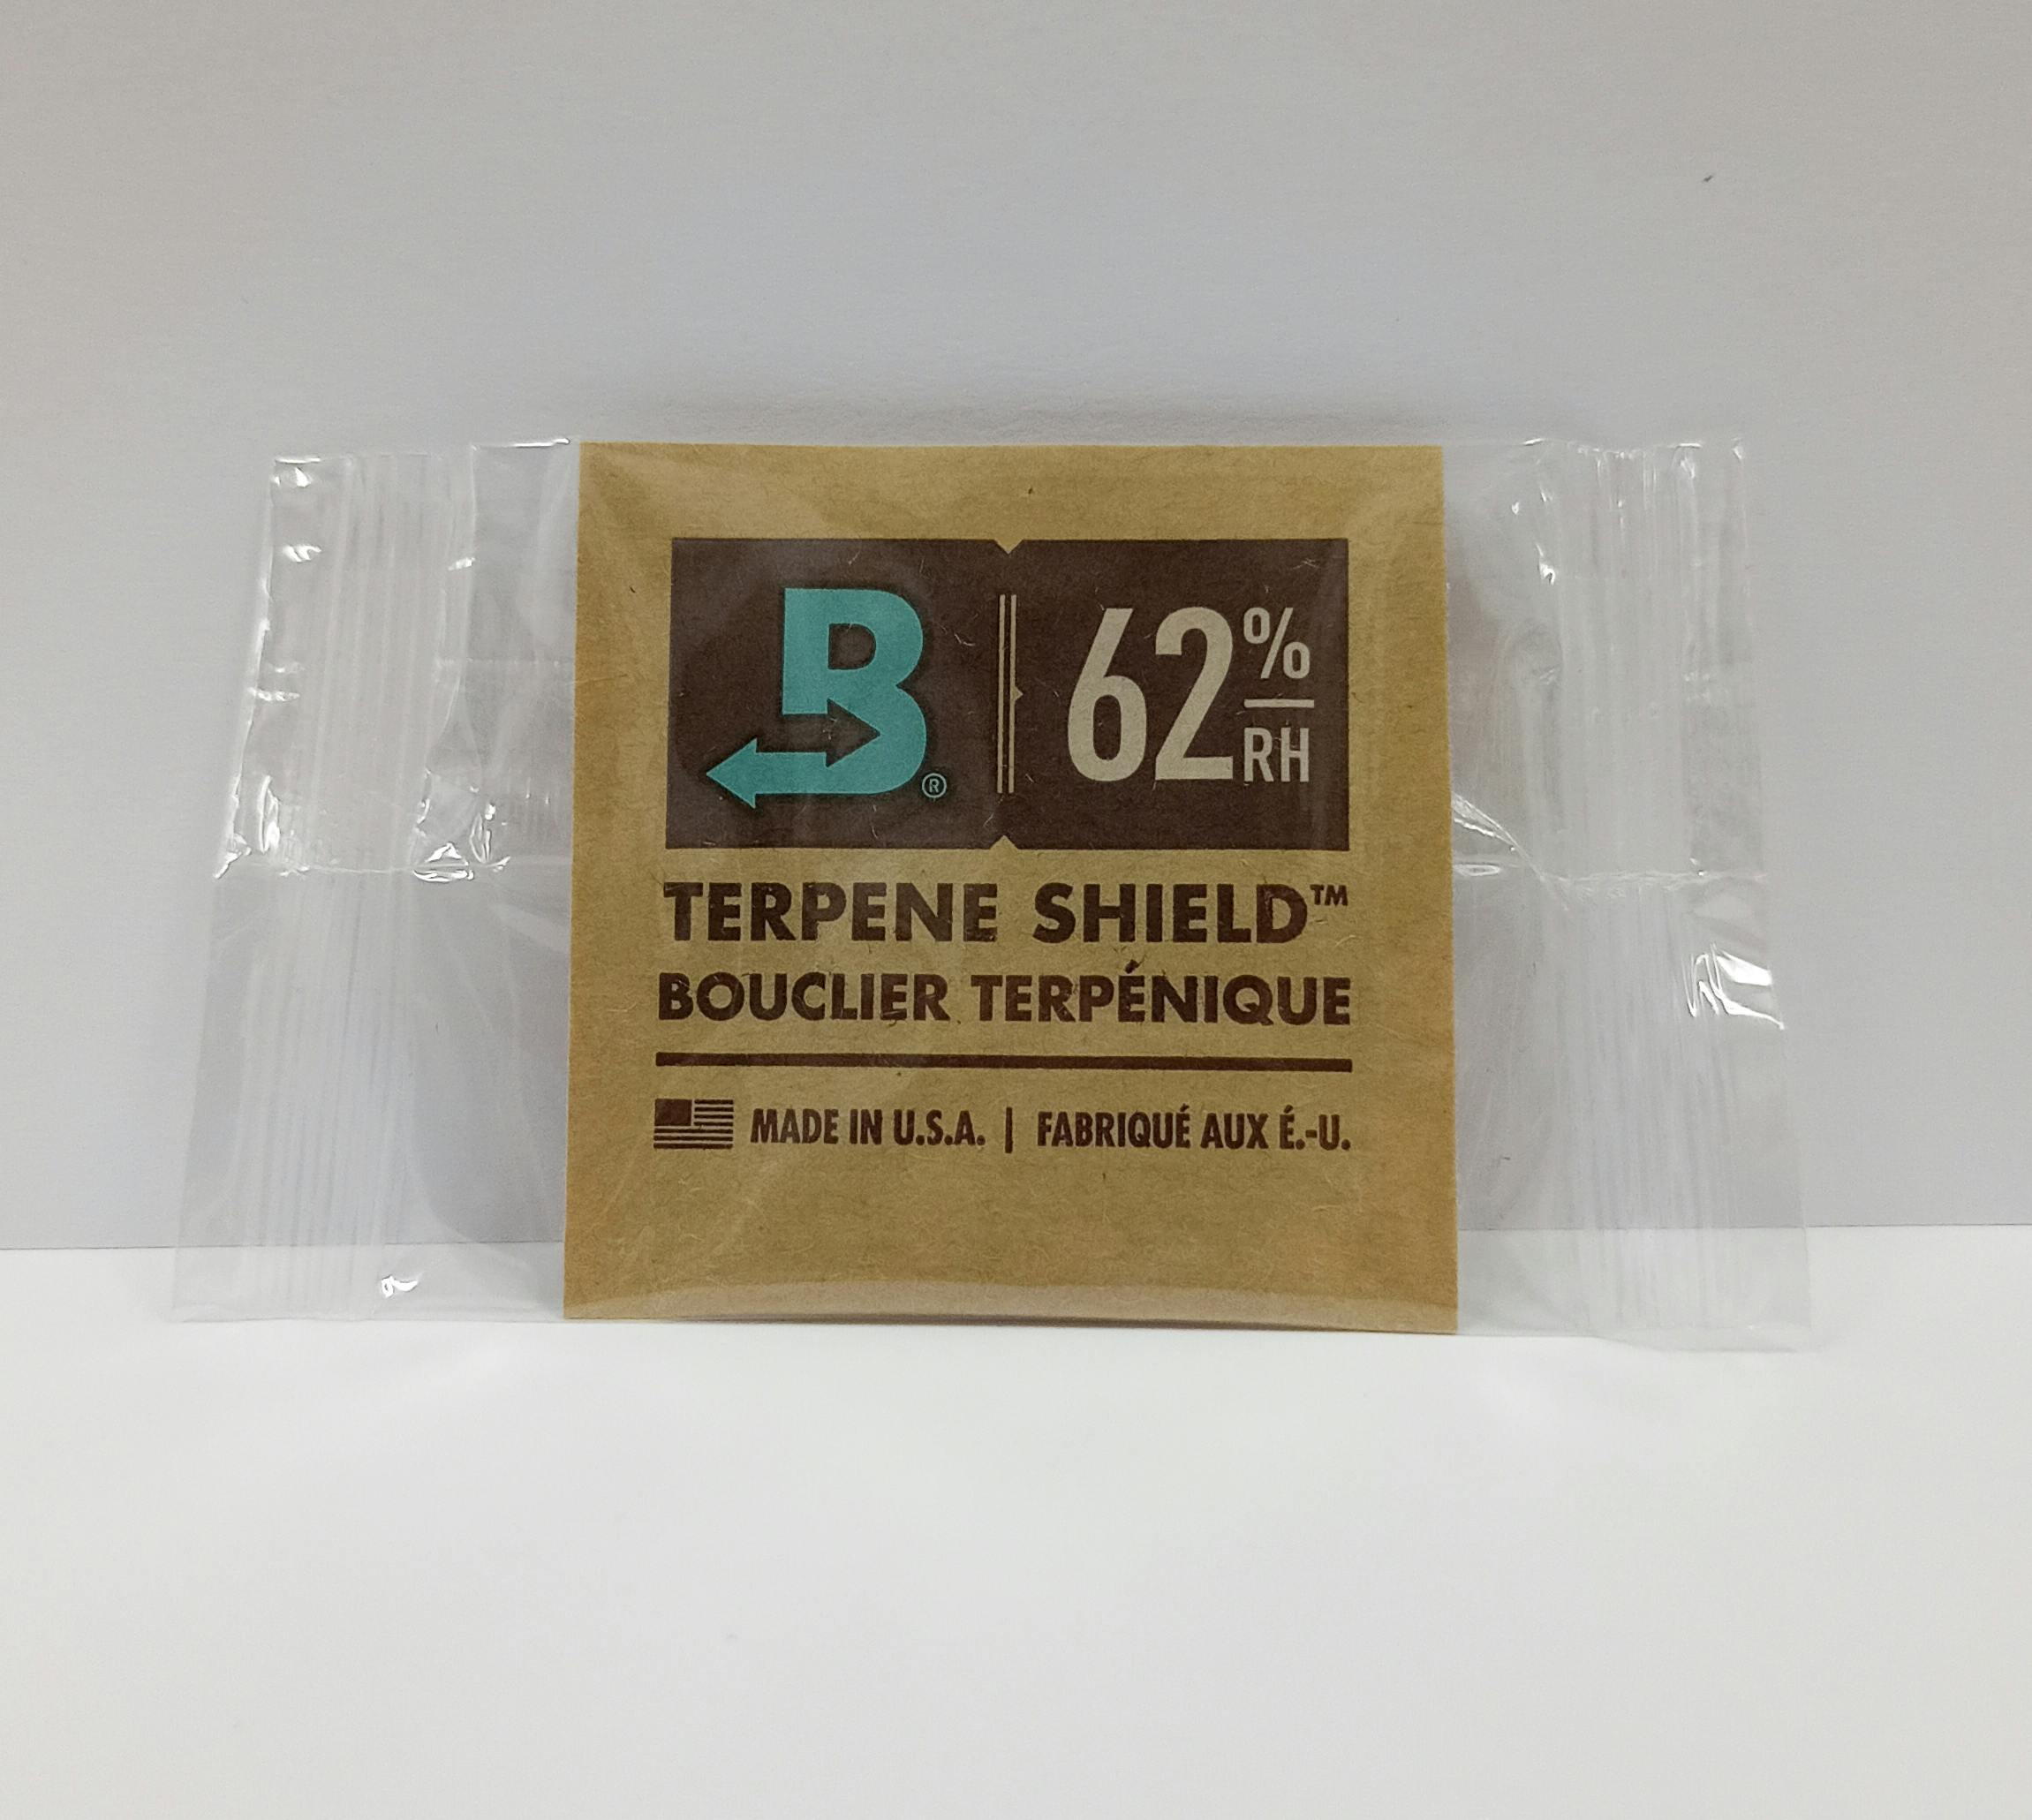 B®
62% RH
TERPENE SHIELD™
BOUCLIER TERPÉNIQUE
MADE IN U.S.A. | FABRIQUÉ AUX É.-U.